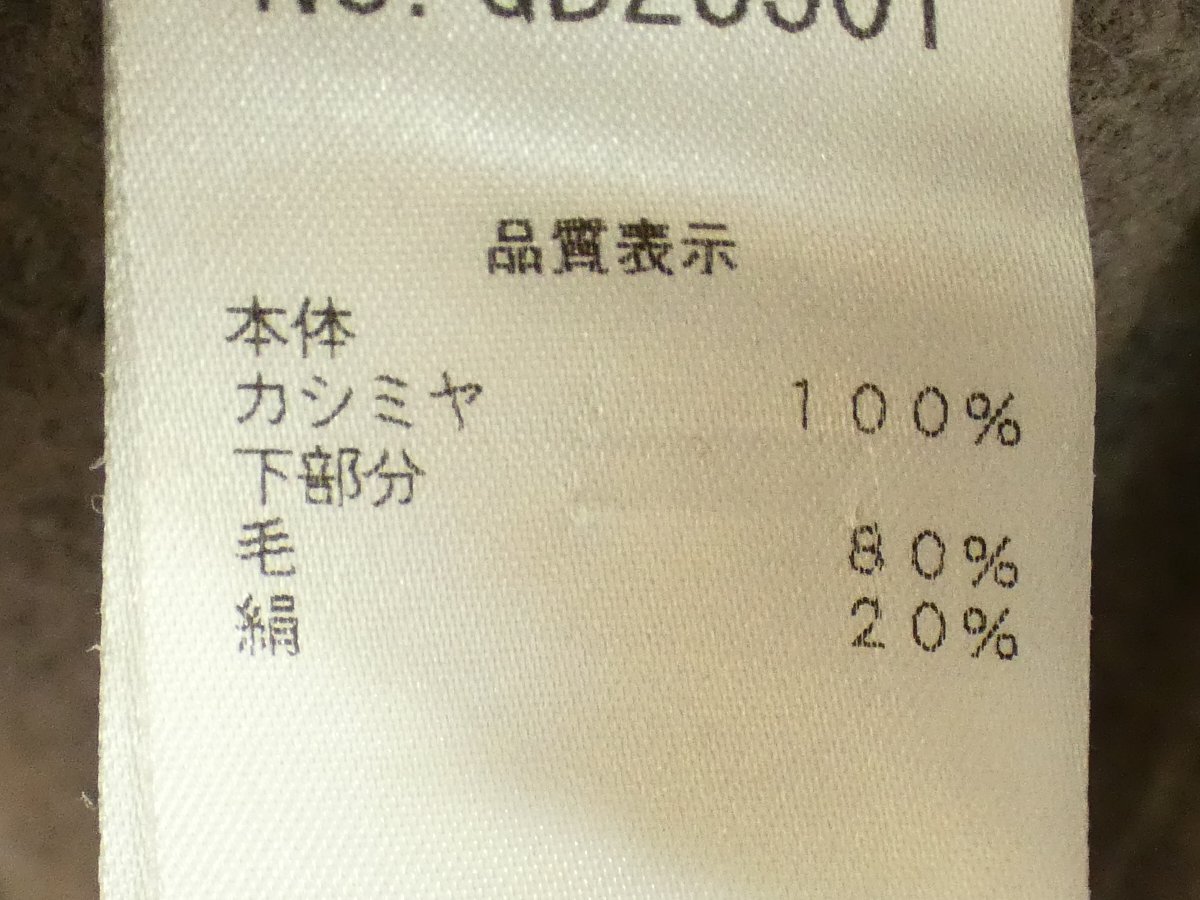 品質表示
本体
カシミヤ 100%
下部分
毛 80%
絹 20%